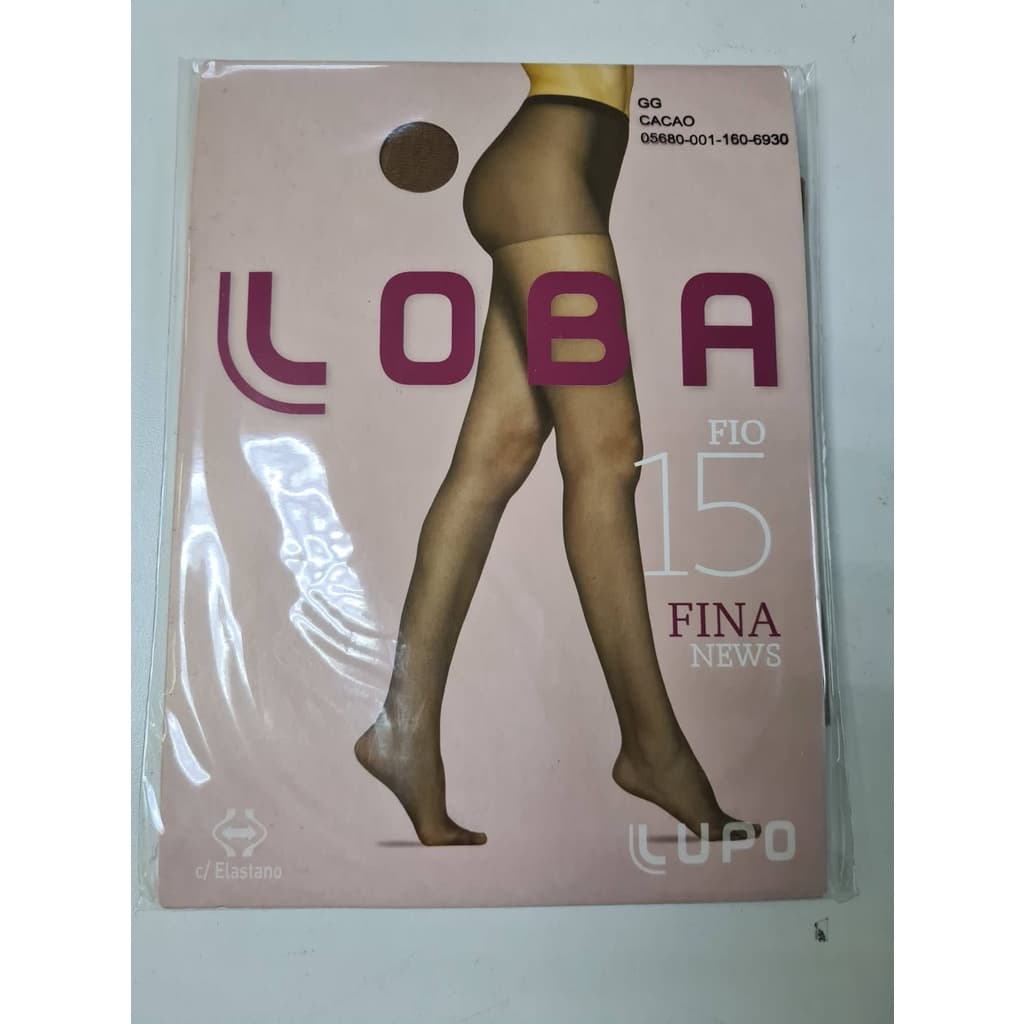 GG
CACAO
05680-001-160-6930
LOBA
FIO
15
FINA
NEWS
c/ Elastano
LUPO